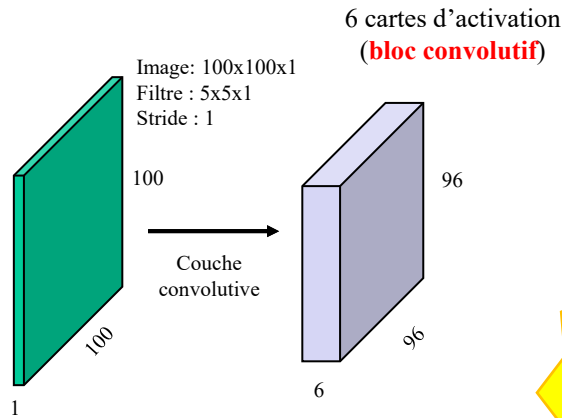 6 cartes d’activation
(bloc convolutif)
Image: 100x100x1
Filtre : 5x5x1
Stride : 1
100
96
Couche
convolutive
100
96
1
6